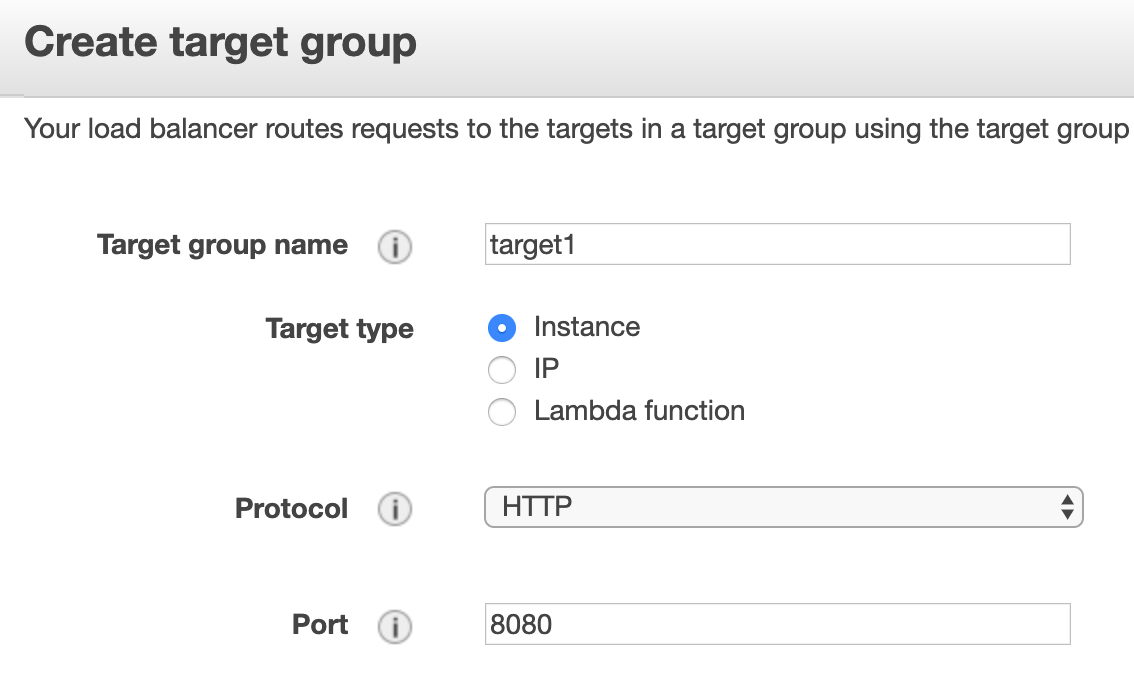 Create target group
Your load balancer routes requests to the targets in a target group using the target group
Target group name i target1
Target type Instance
IP
Lambda function
Protocol i HTTP
Port i 8080